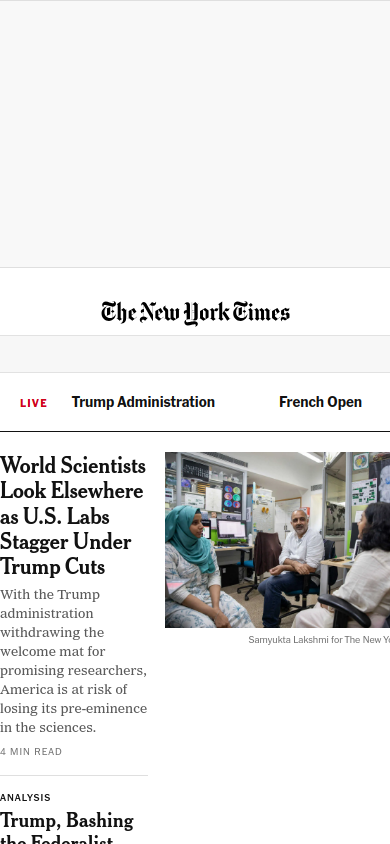 The New York Times
LIVE
Trump Administration
French Open
World Scientists
Look Elsewhere
as U.S. Labs
Stagger Under
Trump Cuts
With the Trump
administration
withdrawing the
welcome mat for
promising researchers,
America is at risk of
losing its pre-eminence
in the sciences.
4 MIN READ
Samyukta Lakshmi for The New Yo
ANALYSIS
Trump, Bashing
the Federalist